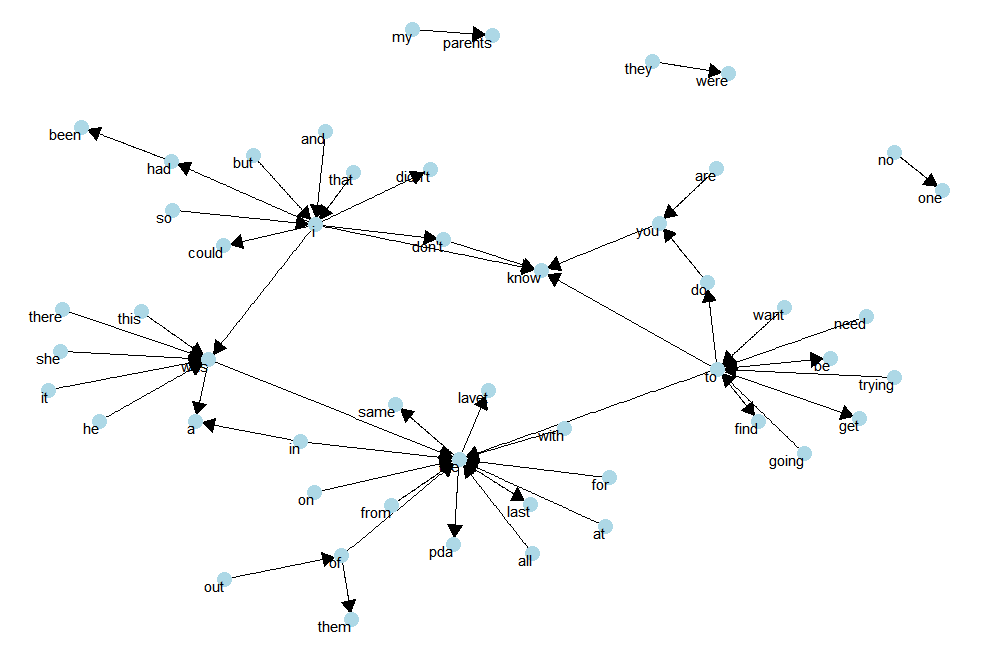 my
parents
they
were
been
and
had
but
that
didn't
no
are
one
so
i
you
could
don't
know
do
there
this
want
need
she
was
be
to
trying
it
same
lavet
he
a
with
find
get
in
going
on
from
last
for
pda
all
at
out
of
them